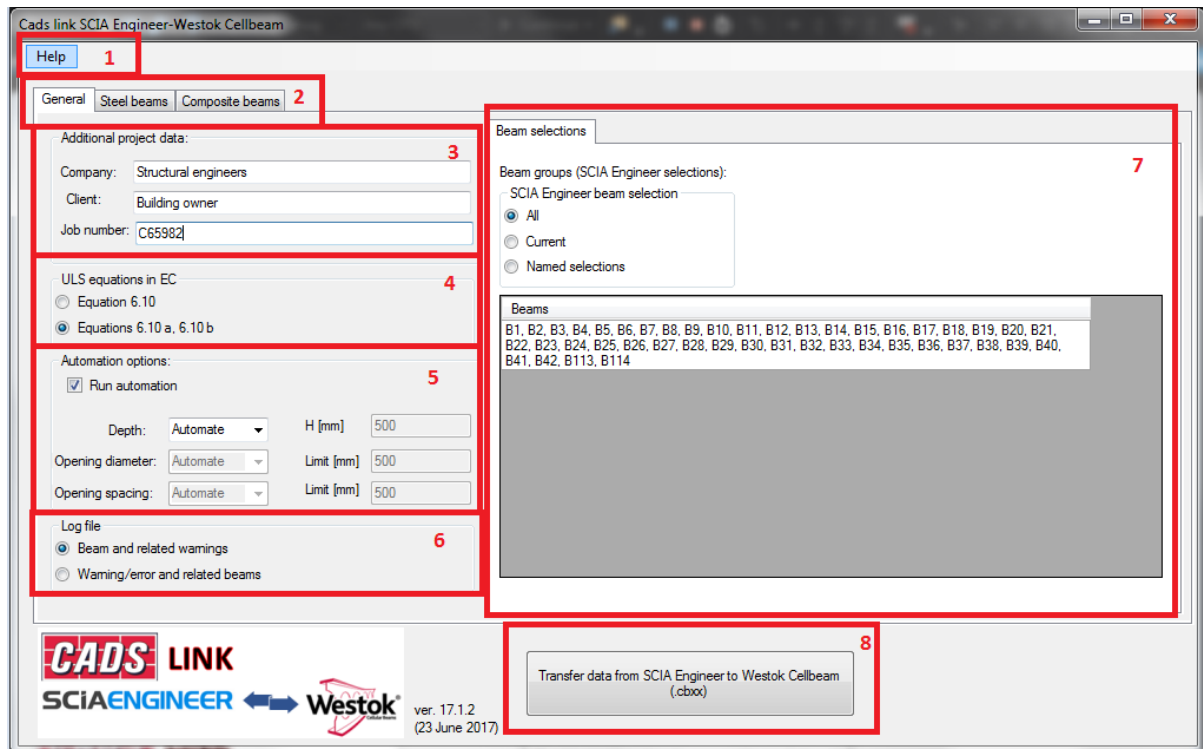 Cads link SCIA Engineer-Westok Cellbeam
Help
1
General
Steel beams
Composite beams
2
Additional project data:
3
Company:
Structural engineers
Client:
Building owner
Job number:
C65982
ULS equations in EC
4
Equation 6.10
Equations 6.10 a, 6.10 b
Automation options:
5
Run automation
Depth:
Automate
H [mm]
500
Opening diameter:
Automate
Limit [mm]
500
Opening spacing:
Automate
Limit [mm]
500
Log file
6
Beam and related warnings
Warning/error and related beams
Beam selections
7
Beam groups (SCIA Engineer selections):
SCIA Engineer beam selection
All
Current
Named selections
Beams
B1, B2, B3, B4, B5, B6, B7, B8, B9, B10, B11, B12, B13, B14, B15, B16, B17, B18, B19, B20, B21,
B22, B23, B24, B25, B26, B27, B28, B29, B30, B31, B32, B33, B34, B35, B36, B37, B38, B39, B40,
B41, B42, B113, B114
CADS LINK
SCiAENGINEER
Westok
Cellular Beams
ver. 17.1.2
(23 June 2017)
8
Transfer data from SCIA Engineer to Westok Cellbeam
(.cbxx)